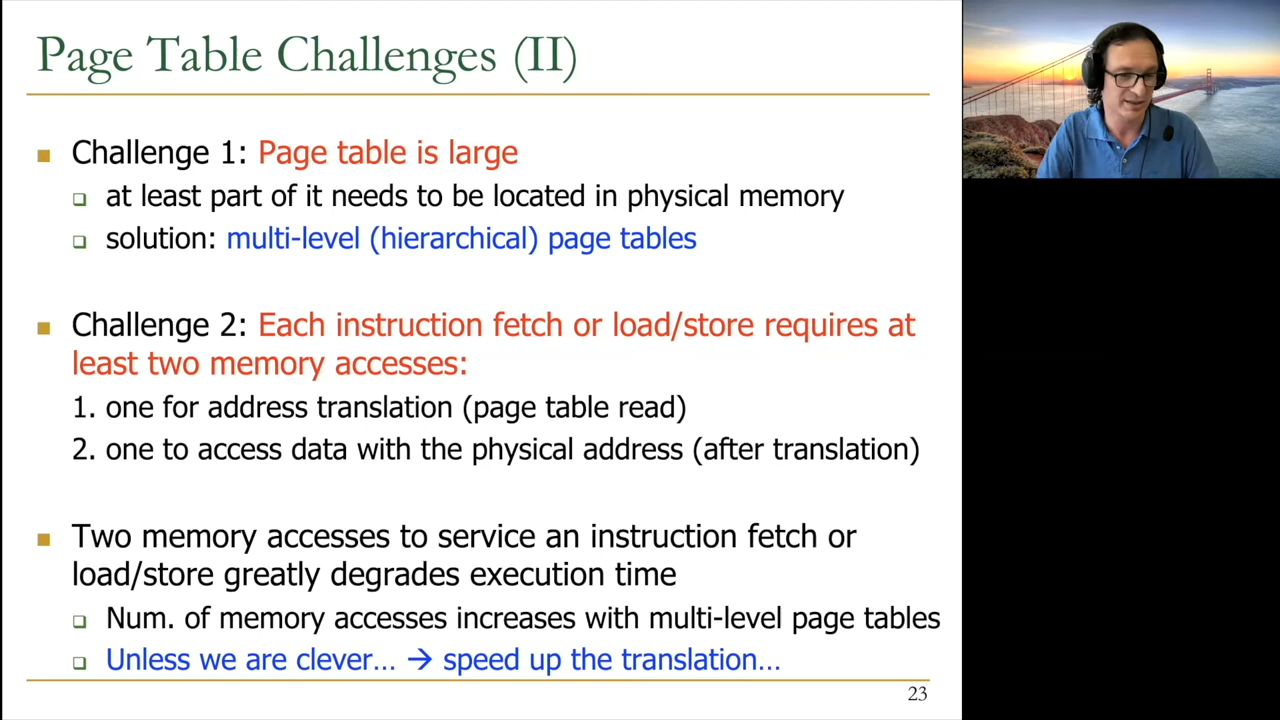 Page Table Challenges (II)
Challenge 1: Page table is large
at least part of it needs to be located in physical memory
solution: multi-level (hierarchical) page tables
Challenge 2: Each instruction fetch or load/store requires at
least two memory accesses:
1. one for address translation (page table read)
2. one to access data with the physical address (after translation)
Two memory accesses to service an instruction fetch or
load/store greatly degrades execution time
Num. of memory accesses increases with multi-level page tables
Unless we are clever… → speed up the translation…
23